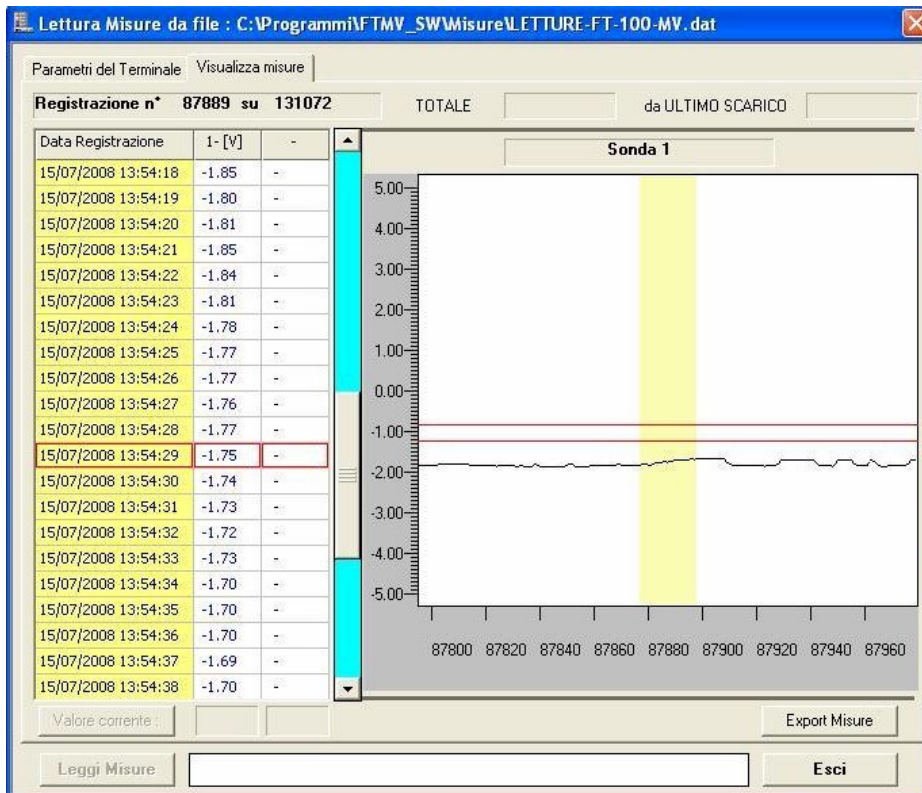 Lettura Misure da file : C:\Programmi\FTMV_SW\Misure\LETTURE-FT-100-MV.dat
Parametri del Terminale Visualizza misure
Registrazione n° 87889 su 131072 TOTALE da ULTIMO SCARICO
Data Registrazione 1- [V] -
Sonda 1
15/07/2008 13:54:18 -1.85 -
15/07/2008 13:54:19 -1.80 -
15/07/2008 13:54:20 -1.81 -
15/07/2008 13:54:21 -1.85 -
15/07/2008 13:54:22 -1.84 -
15/07/2008 13:54:23 -1.81 -
15/07/2008 13:54:24 -1.78 -
15/07/2008 13:54:25 -1.77 -
15/07/2008 13:54:26 -1.77 -
15/07/2008 13:54:27 -1.76 -
15/07/2008 13:54:28 -1.77 -
15/07/2008 13:54:29 -1.75 -
15/07/2008 13:54:30 -1.74 -
15/07/2008 13:54:31 -1.73 -
15/07/2008 13:54:32 -1.72 -
15/07/2008 13:54:33 -1.73 -
15/07/2008 13:54:34 -1.70 -
15/07/2008 13:54:35 -1.70 -
15/07/2008 13:54:36 -1.70 -
15/07/2008 13:54:37 -1.69 -
15/07/2008 13:54:38 -1.70 -
5.00
4.00
3.00
2.00
1.00
0.00
-1.00
-2.00
-3.00
-4.00
-5.00
87800 87820 87840 87860 87880 87900 87920 87940 87960
Valore corrente : Export Misure
Leggi Misure Esci